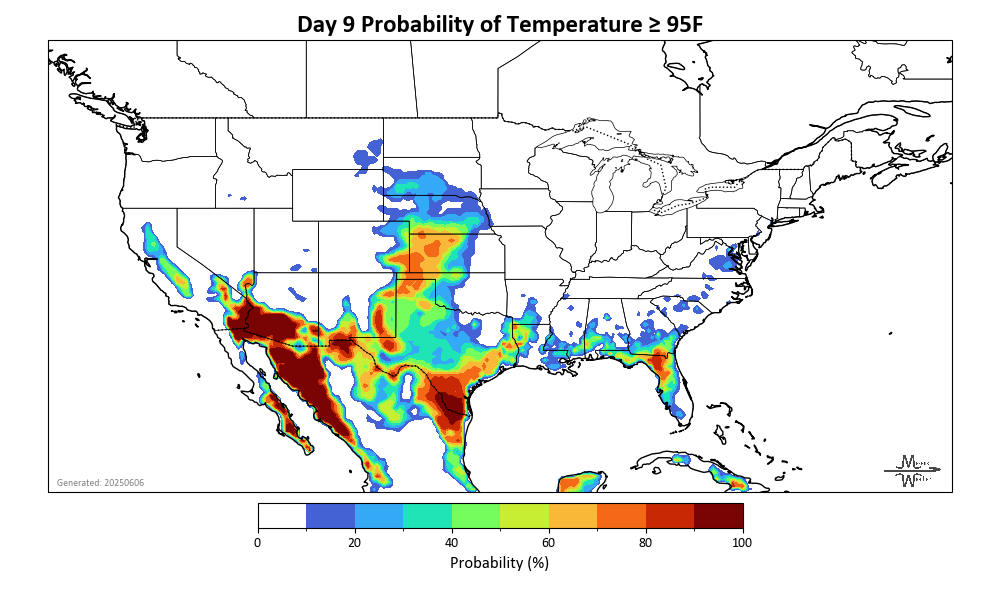 Day 9 Probability of Temperature ≥ 95F
Generated: 20250606
0 20 40 60 80 100
Probability (%)